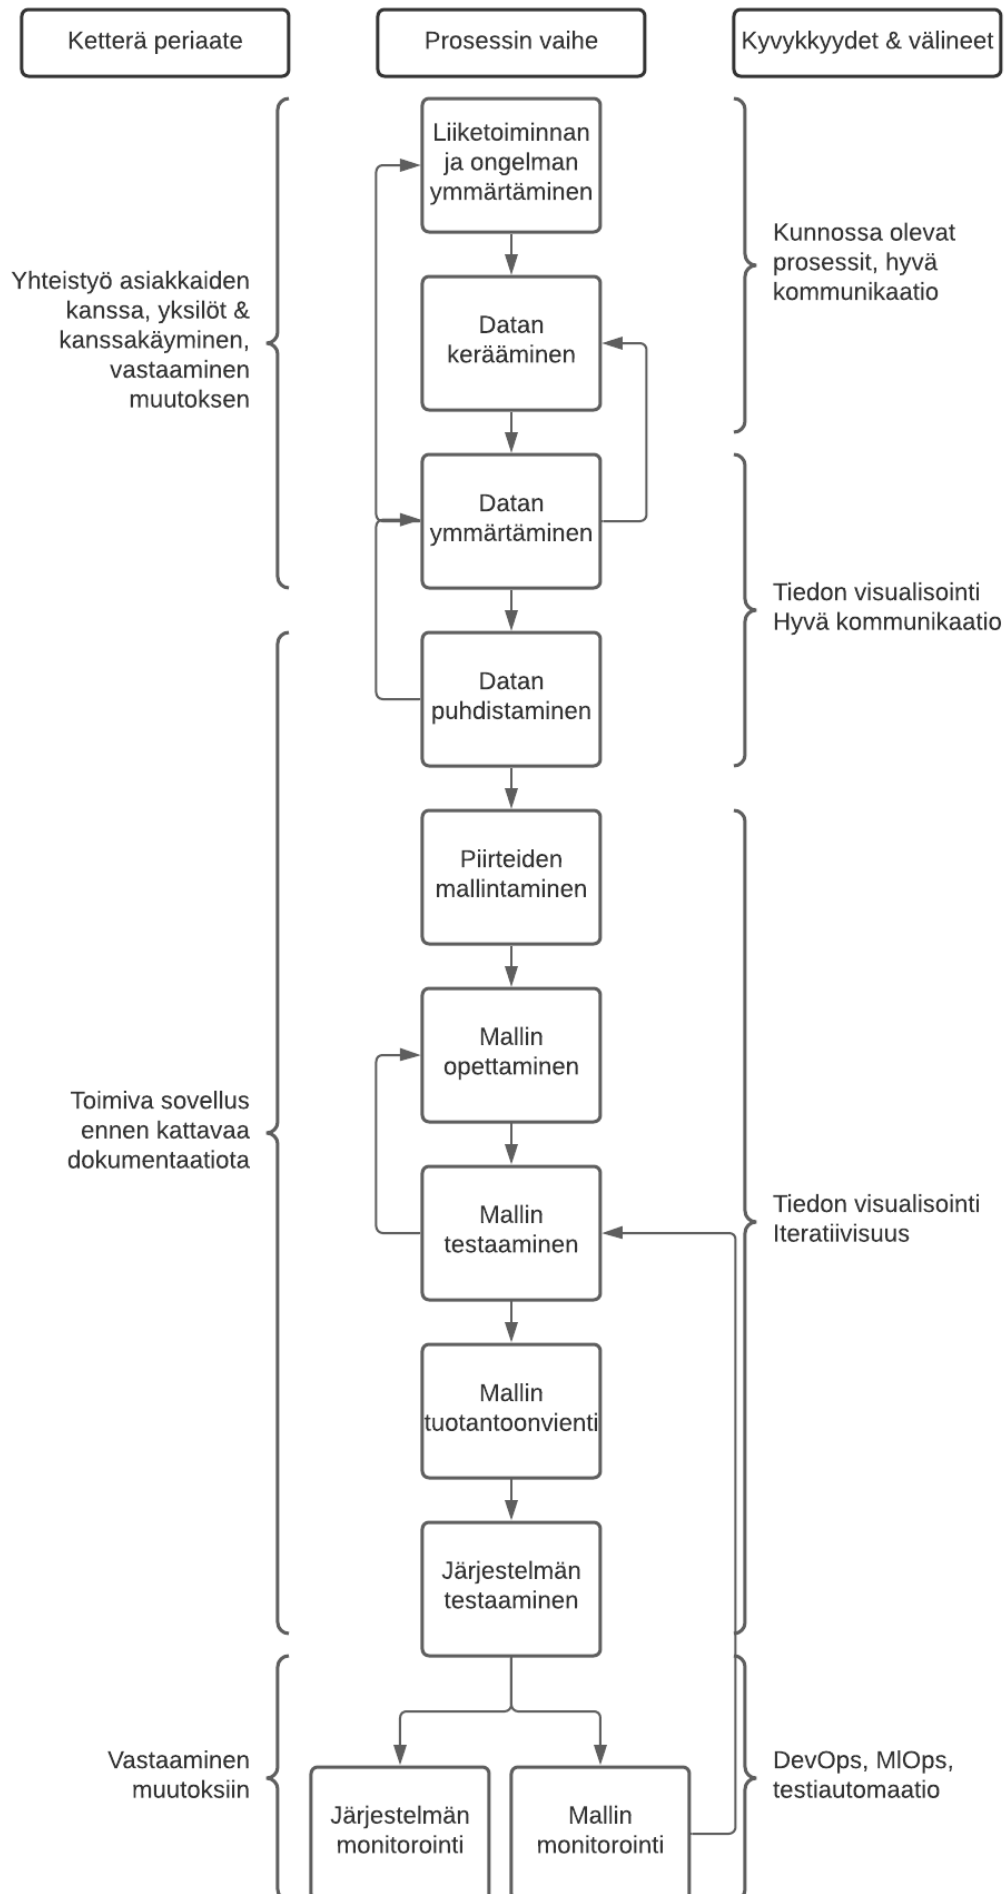 Ketterä periaate
Prosessin vaihe
Kyvykkyydet & välineet
Liiketoiminnan
ja ongelman
ymmärtäminen
Kunnossa olevat
prosessit, hyvä
kommunikaatio
Yhteistyö asiakkaiden
kanssa, yksilöt &
kanssakäyminen,
vastaaminen
muutoksen
Datan
kerääminen
Datan
ymmärtäminen
Tiedon visualisointi
Hyvä kommunikaatio
Datan
puhdistaminen
Piirteiden
mallintaminen
Mallin
opettaminen
Toimiva sovellus
ennen kattavaa
dokumentaatiota
Mallin
testaaminen
Tiedon visualisointi
Iteratiivisuus
Mallin
tuotantoonvienti
Järjestelmän
testaaminen
Vastaaminen
muutoksiin
Järjestelmän
monitorointi
Mallin
monitorointi
DevOps, MlOps,
testiautomaatio